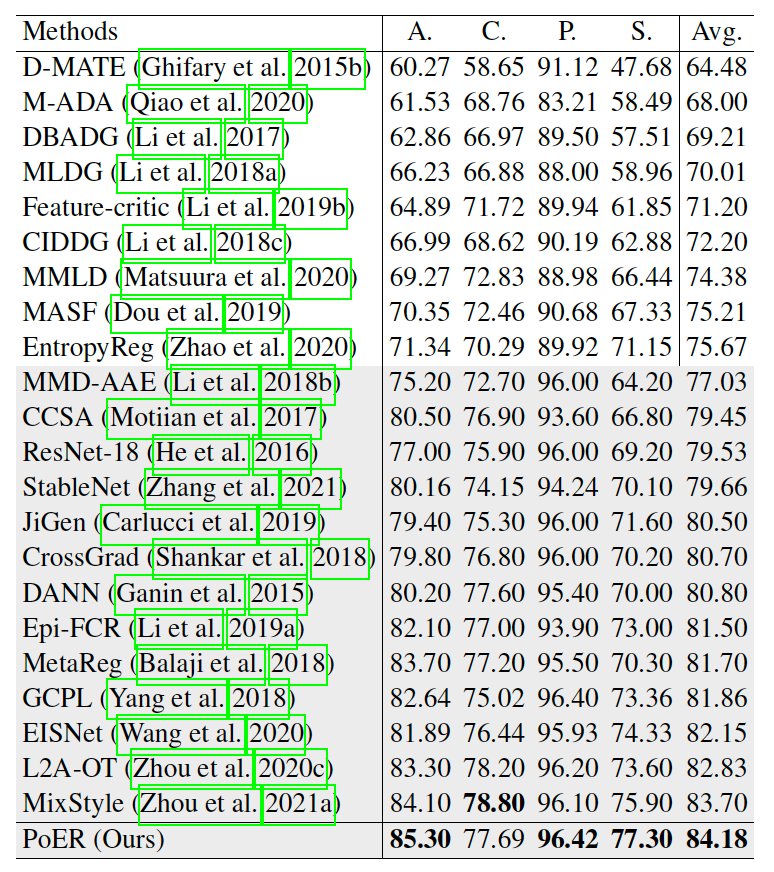 Methods A. C. P. S. Avg.
D-MATE (Ghifary et al. 2015b) 60.27 58.65 91.12 47.68 64.48
M-ADA (Qiao et al. 2020) 61.53 68.76 83.21 58.49 68.00
DBADG (Li et al. 2017) 62.86 66.97 89.50 57.51 69.21
MLDG (Li et al. 2018a) 66.23 66.88 88.00 58.96 70.01
Feature-critic (Li et al. 2019b) 64.89 71.72 89.94 61.85 71.20
CIDDG (Li et al. 2018c) 66.99 68.62 90.19 62.88 72.20
MMLD (Matsuura et al. 2020) 69.27 72.83 88.98 66.44 74.38
MASF (Dou et al. 2019) 70.35 72.46 90.68 67.33 75.21
EntropyReg (Zhao et al. 2020) 71.34 70.29 89.92 71.15 75.67
MMD-AAE (Li et al. 2018b) 75.20 72.70 96.00 64.20 77.03
CCSA (Motiian et al. 2017) 80.50 76.90 93.60 66.80 79.45
ResNet-18 (He et al. 2016) 77.00 75.90 96.00 69.20 79.53
StableNet (Zhang et al. 2021) 80.16 74.15 94.24 70.10 79.66
JiGen (Carlucci et al. 2019) 79.40 75.30 96.00 71.60 80.50
CrossGrad (Shankar et al. 2018) 79.80 76.80 96.00 70.20 80.70
DANN (Ganin et al. 2015) 80.20 77.60 95.40 70.00 80.80
Epi-FCR (Li et al. 2019a) 82.10 77.00 93.90 73.00 81.50
MetaReg (Balaji et al. 2018) 83.70 77.20 95.50 70.30 81.70
GCPL (Yang et al. 2018) 82.64 75.02 96.40 73.36 81.86
EISNet (Wang et al. 2020) 81.89 76.44 95.93 74.33 82.15
L2A-OT (Zhou et al. 2020c) 83.30 78.20 96.20 73.60 82.83
MixStyle (Zhou et al. 2021a) 84.10 78.80 96.10 75.90 83.70
PoER (Ours) 85.30 77.69 96.42 77.30 84.18